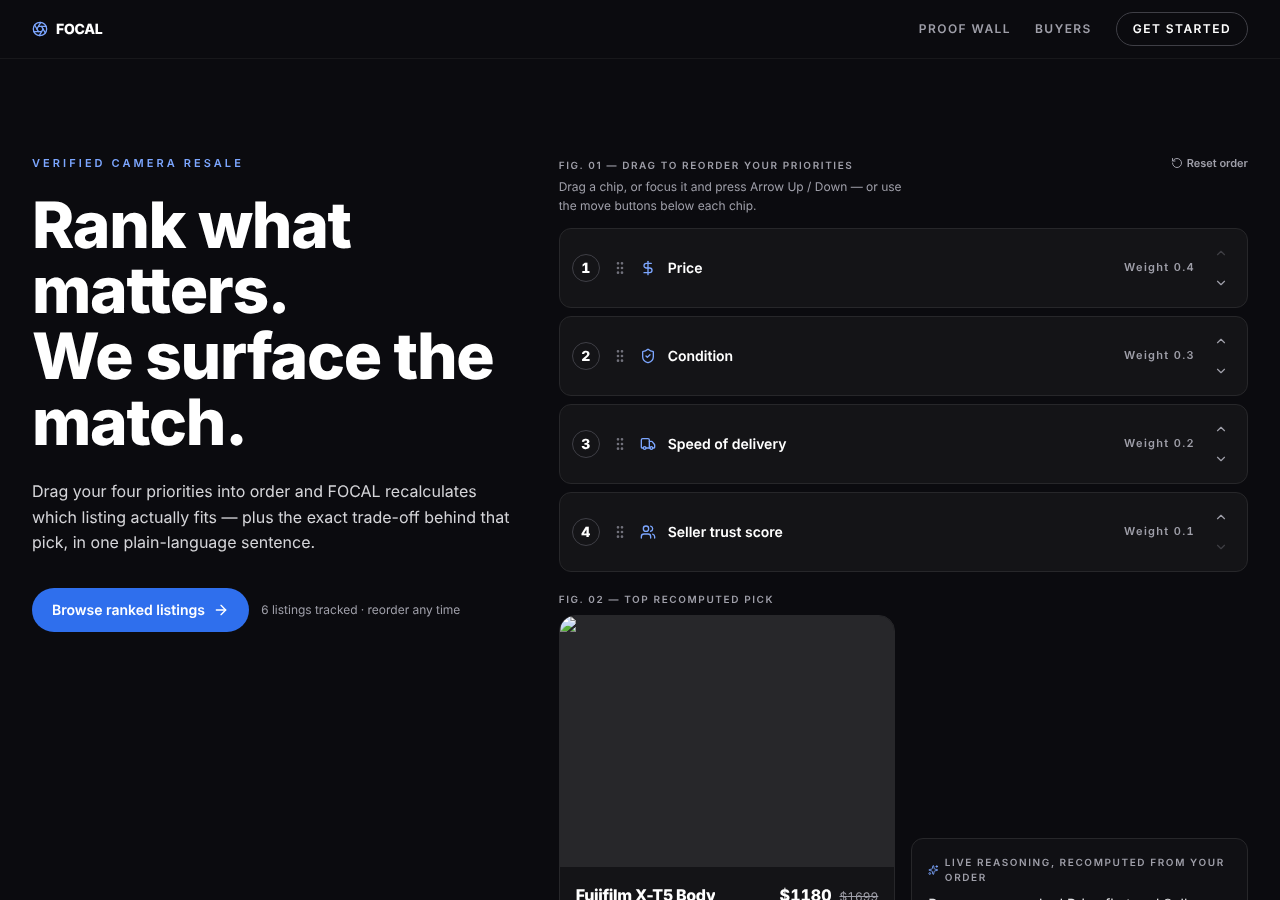 FOCAL
PROOF WALL
BUYERS
GET STARTED
VERIFIED CAMERA RESALE
Rank what
matters.
We surface the
match.
Drag your four priorities into order and FOCAL recalculates
which listing actually fits — plus the exact trade-off behind that
pick, in one plain-language sentence.
Browse ranked listings
6 listings tracked · reorder any time
FIG. 01 — DRAG TO REORDER YOUR PRIORITIES
Reset order
Drag a chip, or focus it and press Arrow Up / Down — or use
the move buttons below each chip.
1 Price Weight 0.4
2 Condition Weight 0.3
3 Speed of delivery Weight 0.2
4 Seller trust score Weight 0.1
FIG. 02 — TOP RECOMPUTED PICK
Fujifilm X-T5 Body $1180 $1699
LIVE REASONING, RECOMPUTED FROM YOUR
ORDER